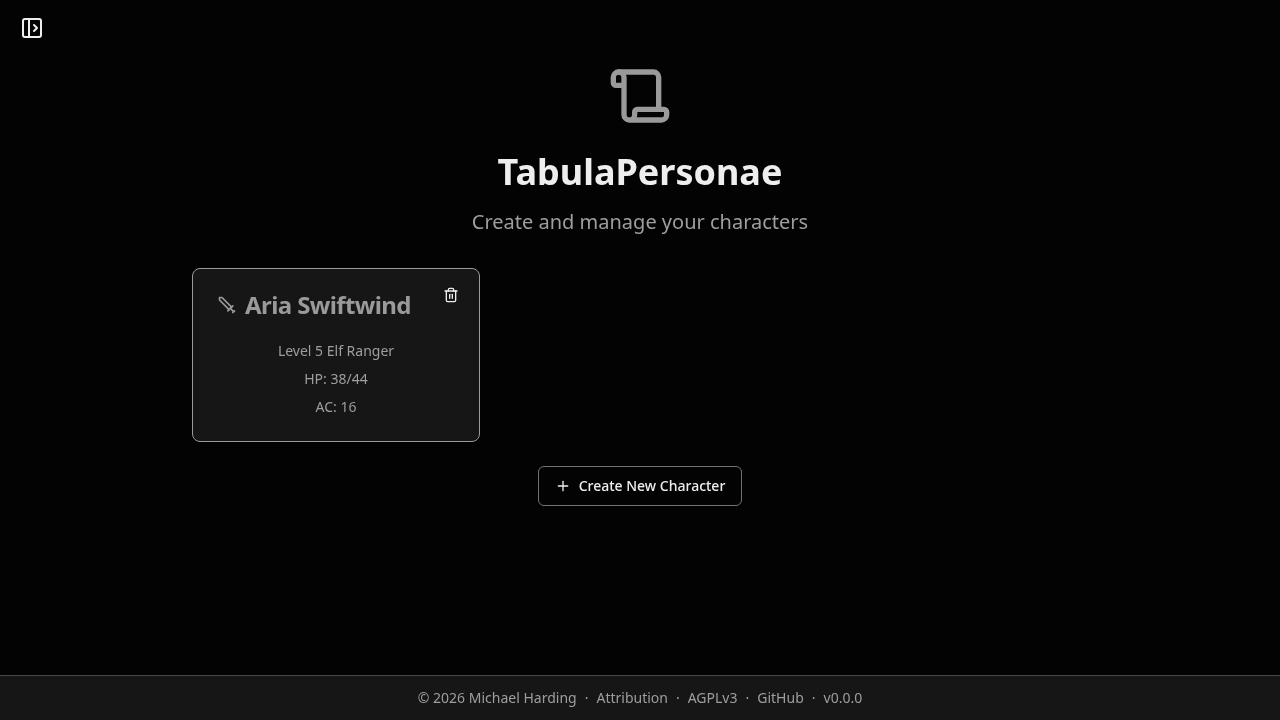 TabulaPersonae
Create and manage your characters
Aria Swiftwind
Level 5 Elf Ranger
HP: 38/44
AC: 16
Create New Character
© 2026 Michael Harding · Attribution · AGPLv3 · GitHub · v0.0.0